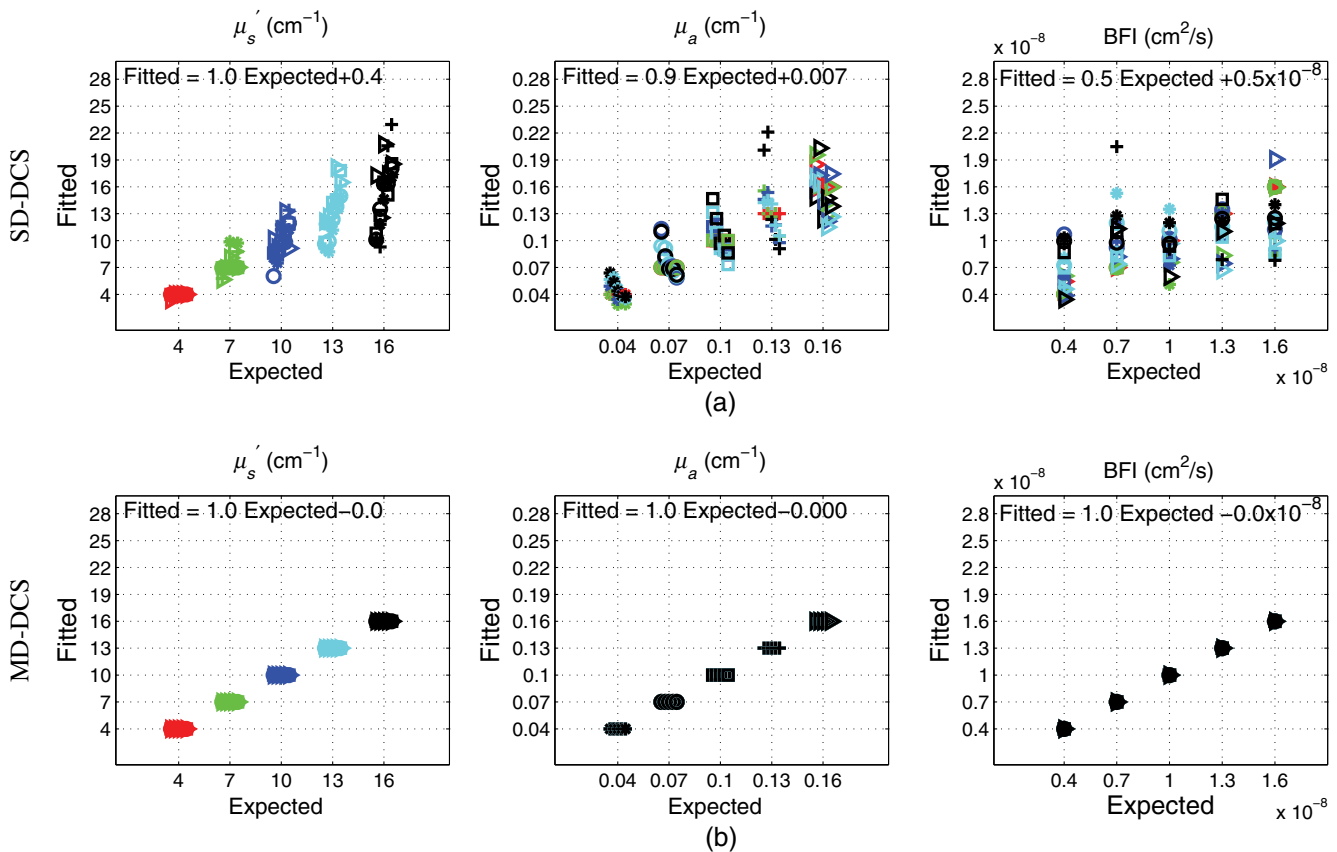 μs′ (cm−1)
μa (cm−1)
BFI (cm2/s)
x 10−8
SD-DCS
Fitted
28
25
22
19
16
13
10
7
4
Fitted = 1.0 Expected+0.4
4 7 10 13 16
Expected
Fitted
0.28
0.25
0.22
0.19
0.16
0.13
0.1
0.07
0.04
Fitted = 0.9 Expected+0.007
0.04 0.07 0.1 0.13 0.16
Expected
Fitted
2.8
2.5
2.2
1.9
1.6
1.3
1
0.7
0.4
Fitted = 0.5 Expected +0.5x10−8
0.4 0.7 1 1.3 1.6
Expected
x 10−8
(a)
μs′ (cm−1)
μa (cm−1)
BFI (cm2/s)
x 10−8
MD-DCS
Fitted
28
25
22
19
16
13
10
7
4
Fitted = 1.0 Expected−0.0
4 7 10 13 16
Expected
Fitted
0.28
0.25
0.22
0.19
0.16
0.13
0.1
0.07
0.04
Fitted = 1.0 Expected−0.000
0.04 0.07 0.1 0.13 0.16
Expected
Fitted
2.8
2.5
2.2
1.9
1.6
1.3
1
0.7
0.4
Fitted = 1.0 Expected −0.0x10−8
0.4 0.7 1 1.3 1.6
Expected
x 10−8
(b)